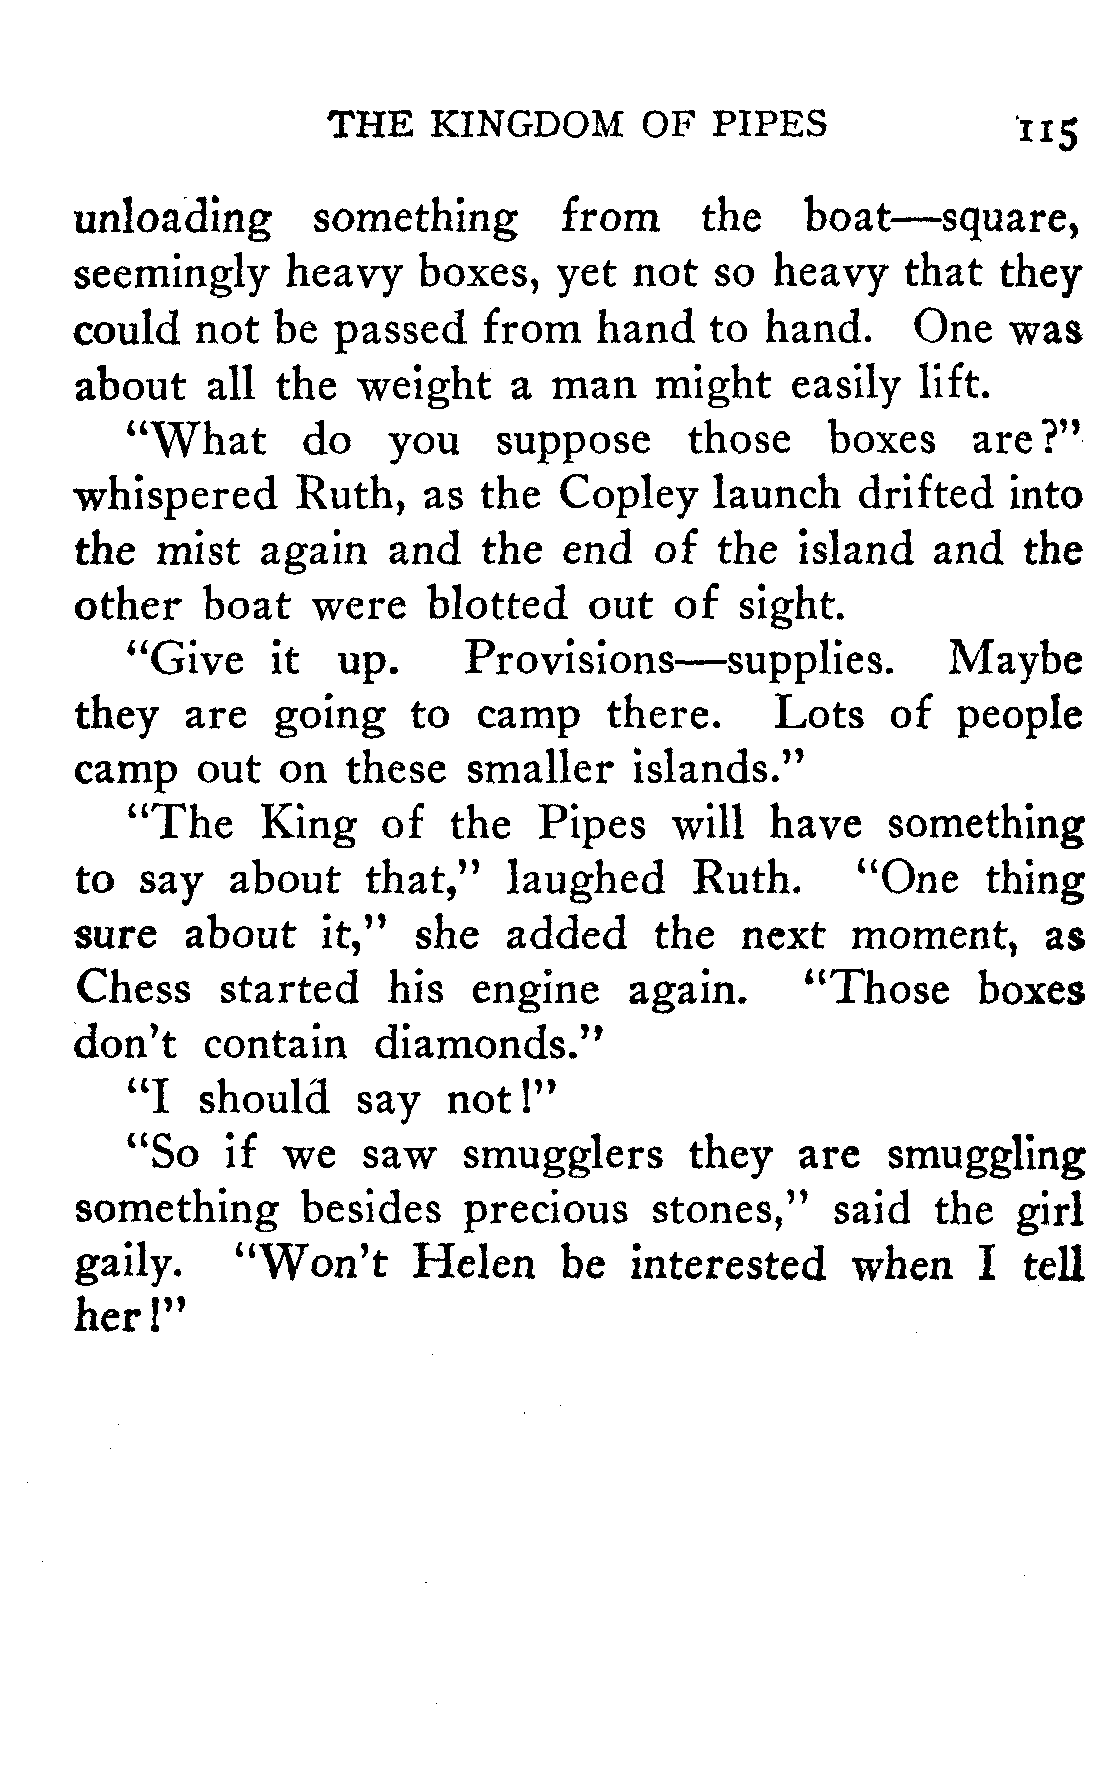 THE KINGDOM OF PIPES 115
unloading something from the boat—square,
seemingly heavy boxes, yet not so heavy that they
could not be passed from hand to hand. One was
about all the weight a man might easily lift.
"What do you suppose those boxes are?"
whispered Ruth, as the Copley launch drifted into
the mist again and the end of the island and the
other boat were blotted out of sight.
"Give it up. Provisions—supplies. Maybe
they are going to camp there. Lots of people
camp out on these smaller islands."
"The King of the Pipes will have something
to say about that," laughed Ruth. "One thing
sure about it," she added the next moment, as
Chess started his engine again. "Those boxes
don't contain diamonds."
"I should say not!"
"So if we saw smugglers they are smuggling
something besides precious stones," said the girl
gaily. "Won't Helen be interested when I tell
her!"